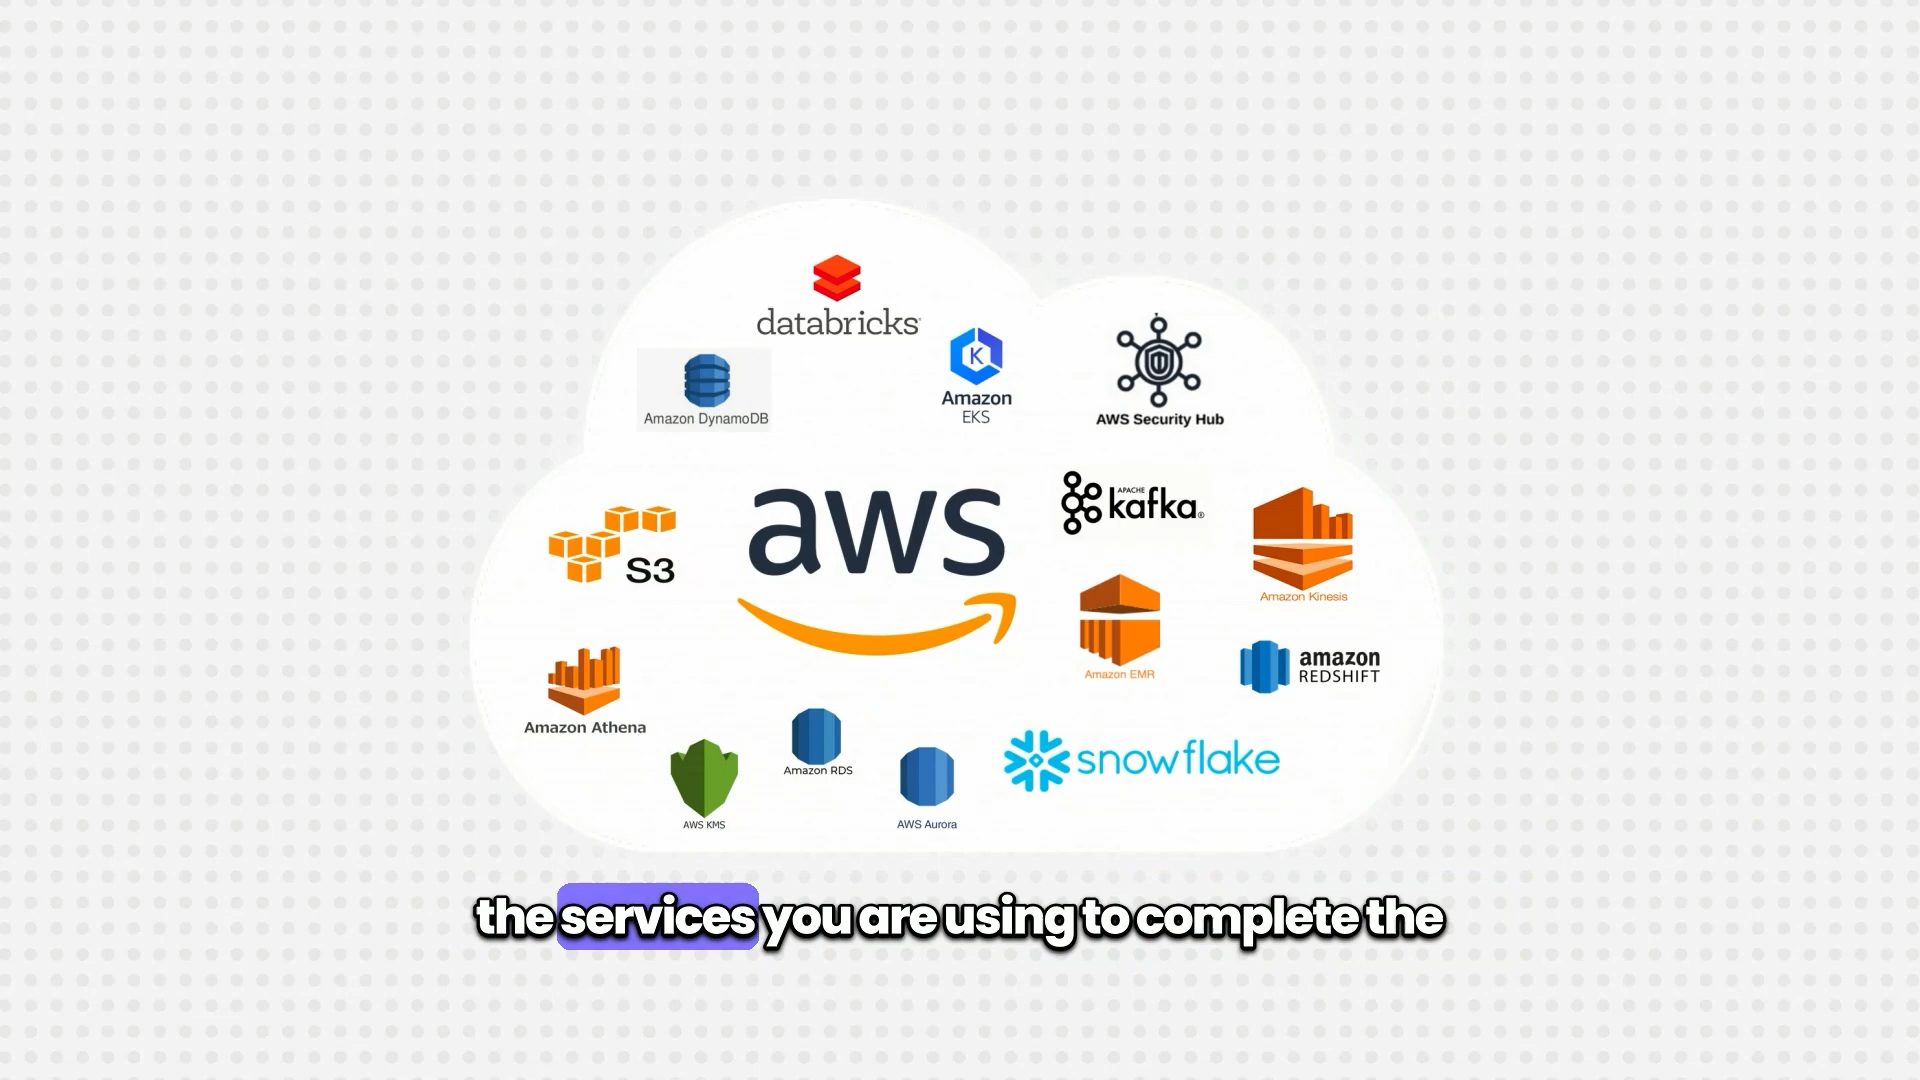 databricks
Amazon DynamoDB
K
Amazon
EKS
AWS Security Hub
aws
APACHE
kafka®
S3
Amazon Kinesis
Amazon EMR
amazon
REDSHIFT
Amazon Athena
Amazon RDS
snowflake
AWS KMS
AWS Aurora
the services you are using to complete the